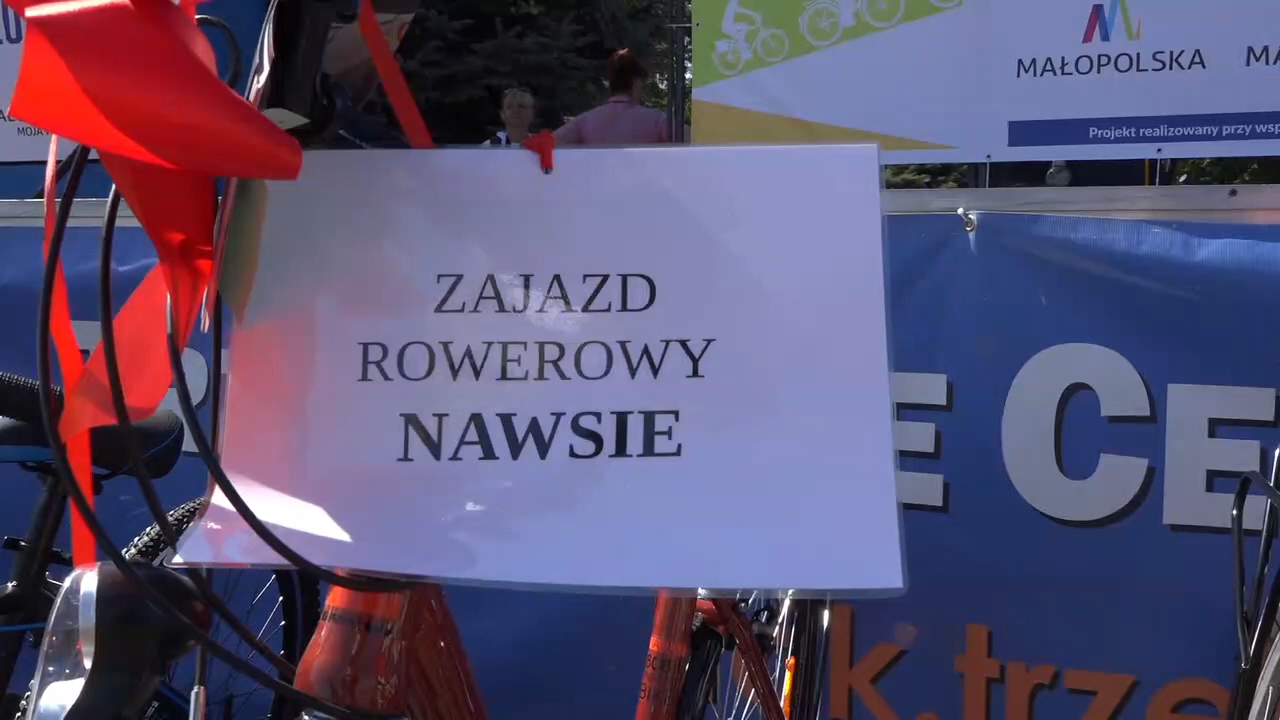 MAŁOPOLSKA
Projekt realizowany przy wsp
ZAJAZD
ROWEROWY
NAWSIE
E CE
k.trze